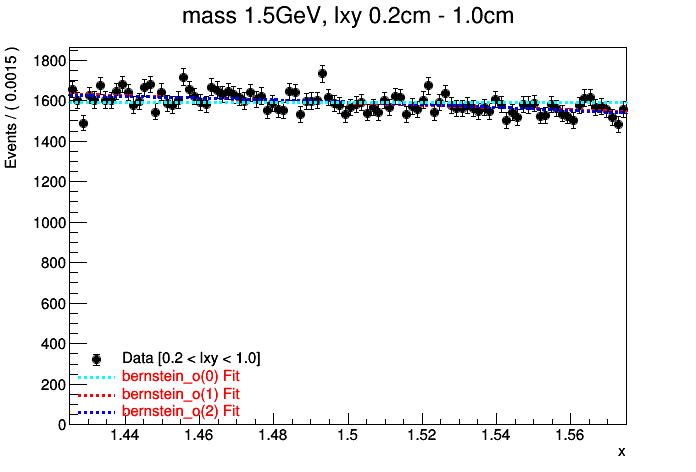 mass 1.5GeV, lxy 0.2cm - 1.0cm
Events / ( 0.0015 )
1800
1600
1400
1200
1000
800
600
400
200
0
Data [0.2 < lxy < 1.0]
bernstein_o(0) Fit
bernstein_o(1) Fit
bernstein_o(2) Fit
1.44 1.46 1.48 1.5 1.52 1.54 1.56
x